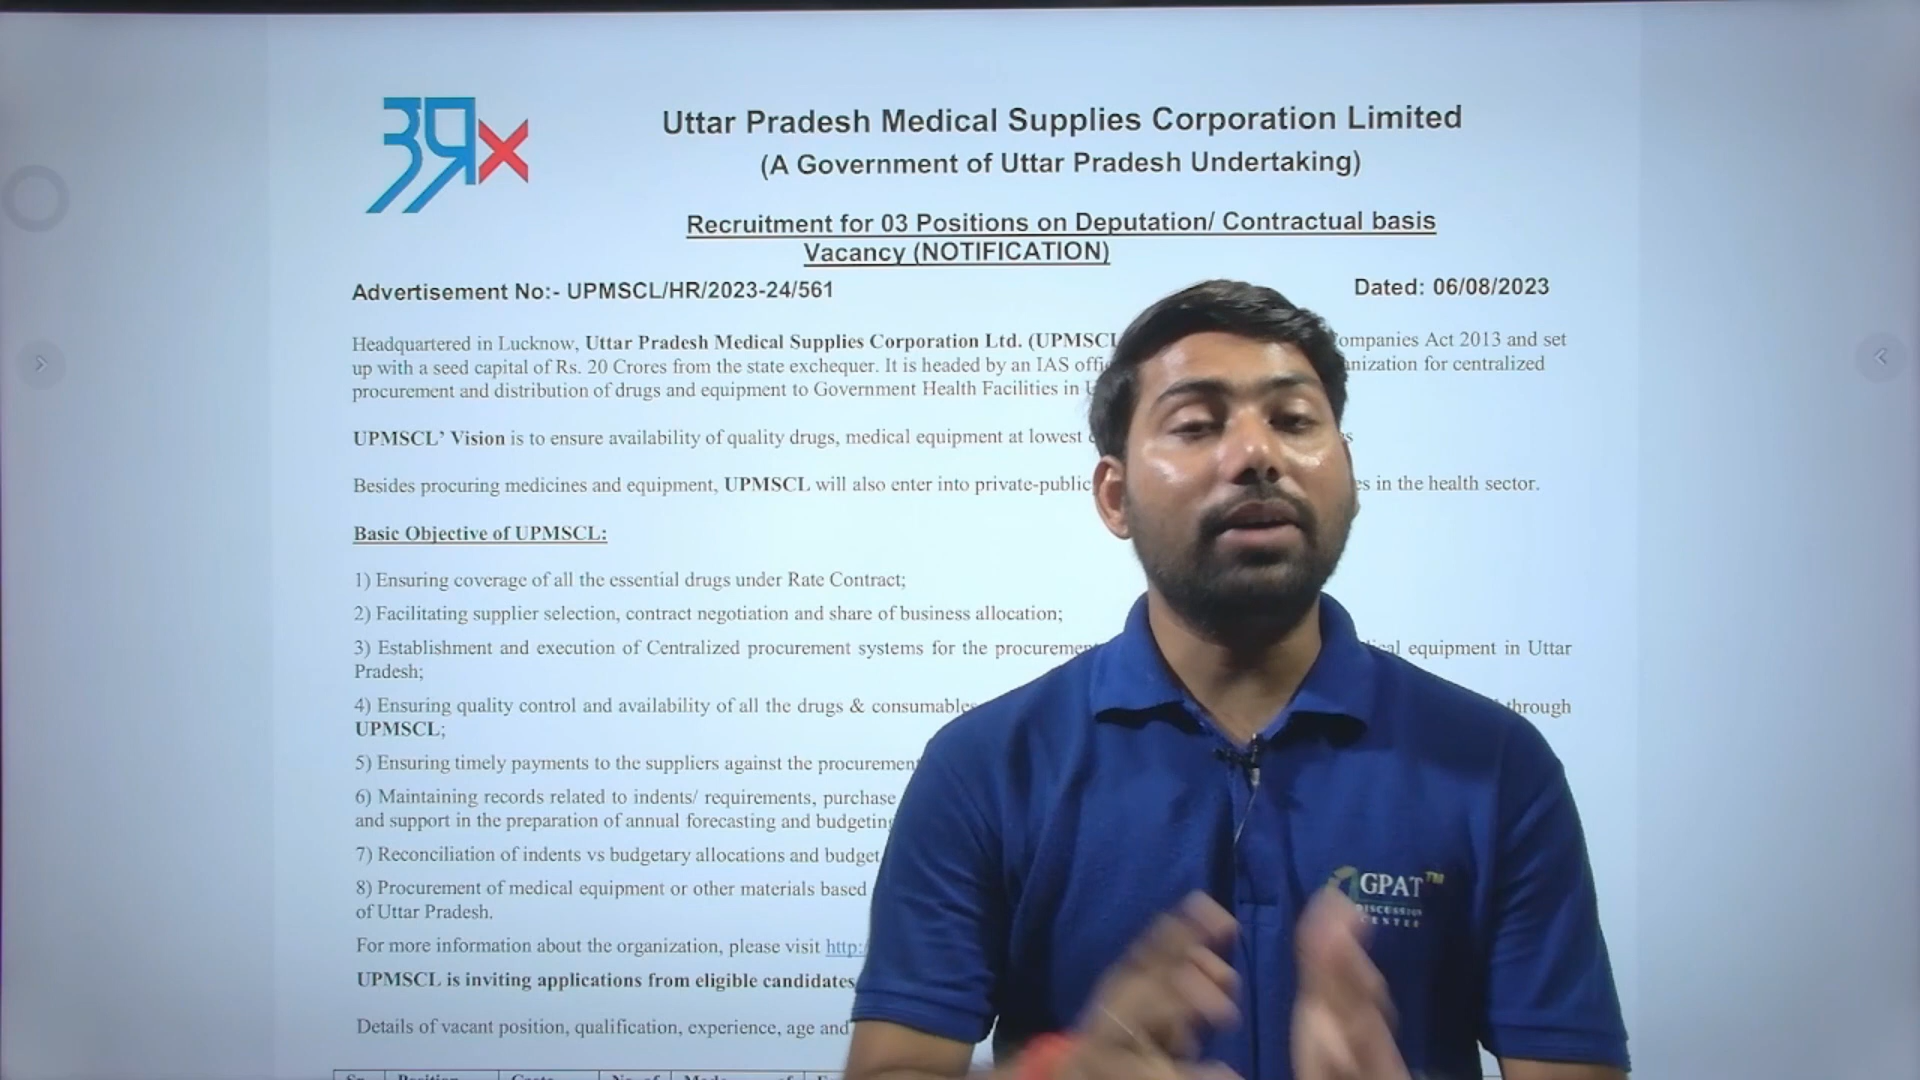 उप्र
Uttar Pradesh Medical Supplies Corporation Limited
(A Government of Uttar Pradesh Undertaking)
Recruitment for 03 Positions on Deputation/ Contractual basis
Vacancy (NOTIFICATION)
Advertisement No:- UPMSCL/HR/2023-24/561
Dated: 06/08/2023
Headquartered in Lucknow, Uttar Pradesh Medical Supplies Corporation Ltd. (UPMSCL Companies Act 2013 and set
up with a seed capital of Rs. 20 Crores from the state exchequer. It is headed by an IAS for centralized
procurement and distribution of drugs and equipment to Government Health Facilities in
UPMSCL' Vision is to ensure availability of quality drugs, medical equipment at lowest
Besides procuring medicines and equipment, UPMSCL will also enter into private-public in the health sector.
Basic Objective of UPMSCL:
1) Ensuring coverage of all the essential drugs under Rate Contract;
2) Facilitating supplier selection, contract negotiation and share of business allocation;
3) Establishment and execution of Centralized procurement systems for the equipment in Uttar
Pradesh;
4) Ensuring quality control and availability of all the drugs & consumables through
UPMSCL;
5) Ensuring timely payments to the suppliers against the procurement
6) Maintaining records related to indents/ requirements, purchase
and support in the preparation of annual forecasting and budgeting
7) Reconciliation of indents vs budgetary allocations and budget
8) Procurement of medical equipment or other materials based
of Uttar Pradesh.
For more information about the organization, please visit http:/
UPMSCL is inviting applications from eligible candidates
Details of vacant position, qualification, experience, age and
GPAT™
DISCUSSION
CENTER